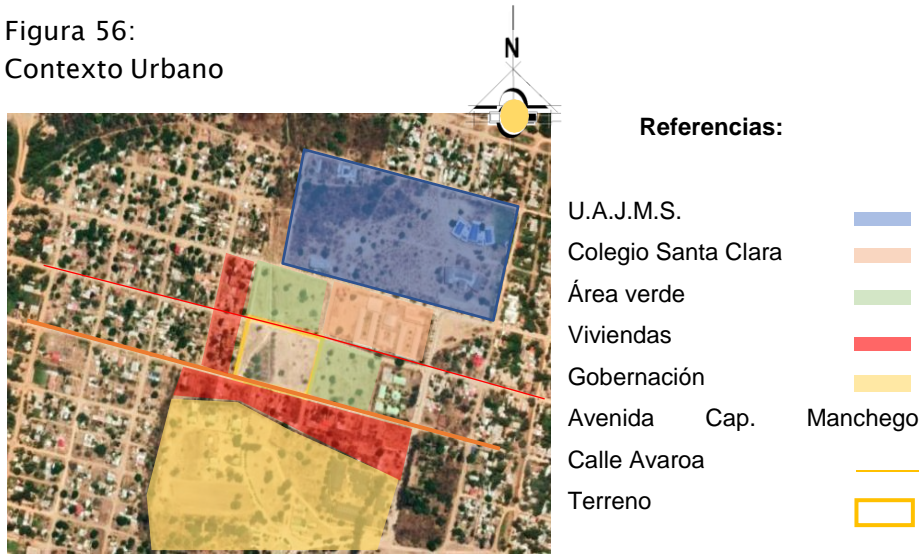 Figura 56:
Contexto Urbano
N
Referencias:
U.A.J.M.S.
Colegio Santa Clara
Área verde
Viviendas
Gobernación
Avenida Cap. Manchego
Calle Avaroa
Terreno